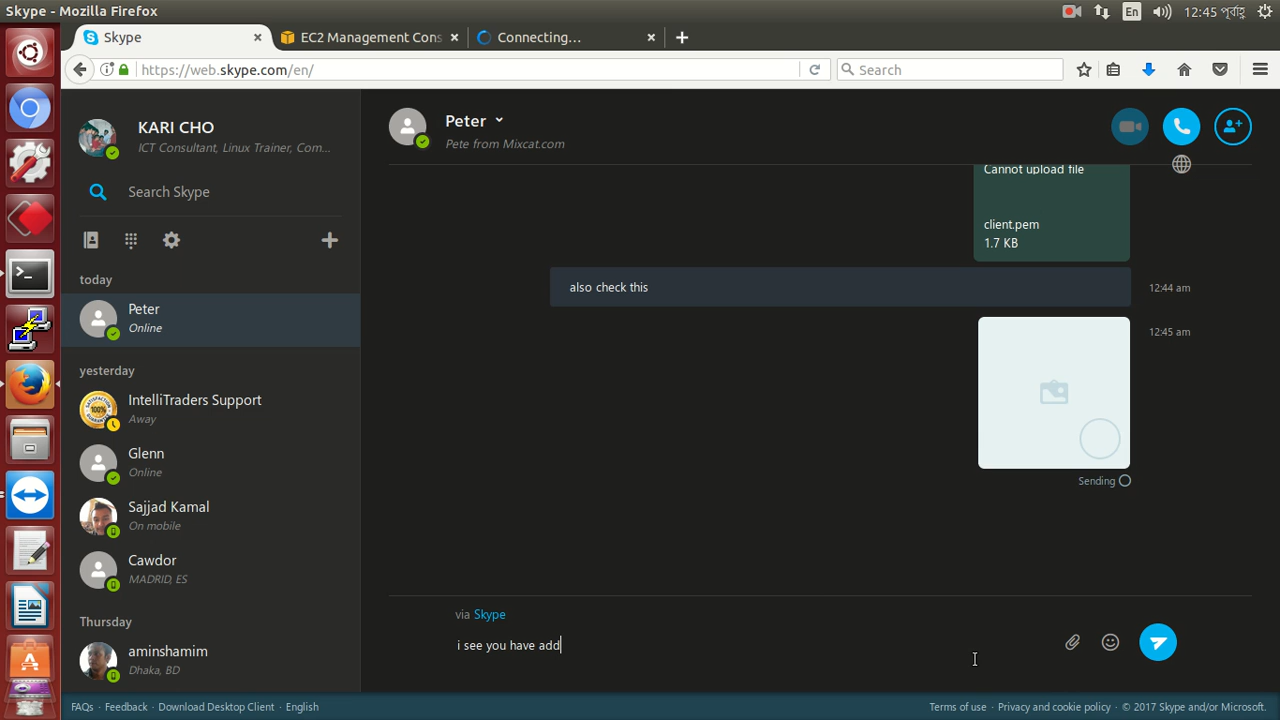 Skype - Mozilla Firefox
En
12:45 পূর্বাহ্ণ
Skype
EC2 Management Cons
Connecting...
https://web.skype.com/en/
Search
KARI CHO
ICT Consultant, Linux Trainer, Com...
Search Skype
today
Peter
Online
yesterday
IntelliTraders Support
Away
Glenn
Online
Sajjad Kamal
On mobile
Cawdor
MADRID, ES
Thursday
aminshamim
Dhaka, BD
Peter
Pete from Mixcat.com
Cannot upload file
client.pem
1.7 KB
also check this
12:44 am
12:45 am
Sending
via Skype
i see you have add
FAQs · Feedback · Download Desktop Client · English
Terms of use · Privacy and cookie policy · © 2017 Skype and/or Microsoft.